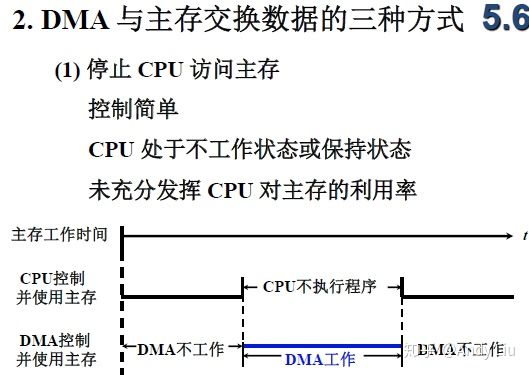 2. DMA 与主存交换数据的三种方式 5.6
(1) 停止 CPU 访问主存
控制简单
CPU 处于不工作状态或保持状态
未充分发挥 CPU 对主存的利用率
主存工作时间
t
CPU控制
并使用主存
CPU不执行程序
DMA控制
并使用主存
DMA不工作
DMA工作
DMA不工作
知乎